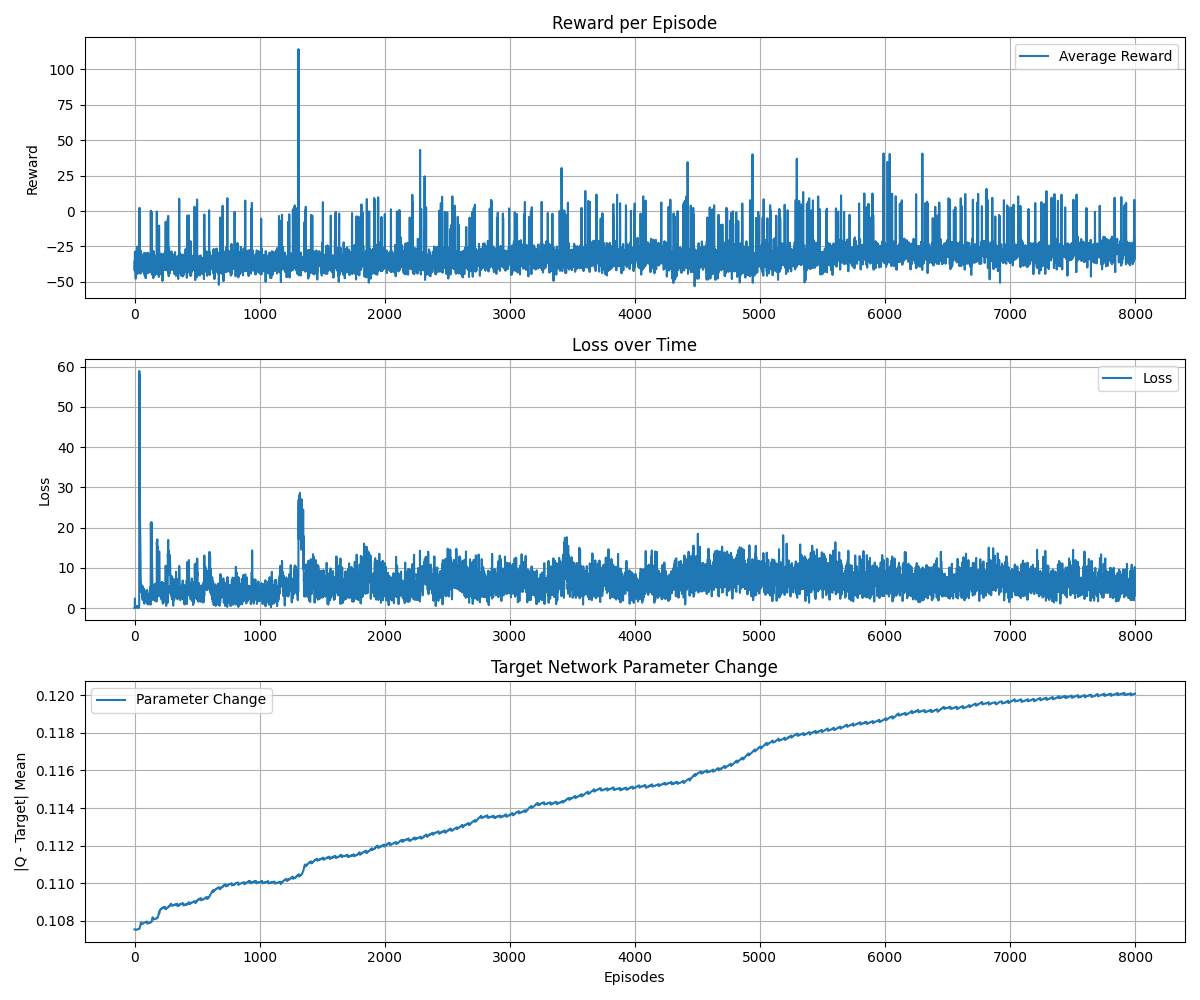 Reward per Episode
Average Reward
Reward
100
75
50
25
0
−25
−50
0 1000 2000 3000 4000 5000 6000 7000 8000
Loss over Time
Loss
Loss
60
50
40
30
20
10
0
0 1000 2000 3000 4000 5000 6000 7000 8000
Target Network Parameter Change
Parameter Change
|Q - Target| Mean
0.120
0.118
0.116
0.114
0.112
0.110
0.108
0 1000 2000 3000 4000 5000 6000 7000 8000
Episodes